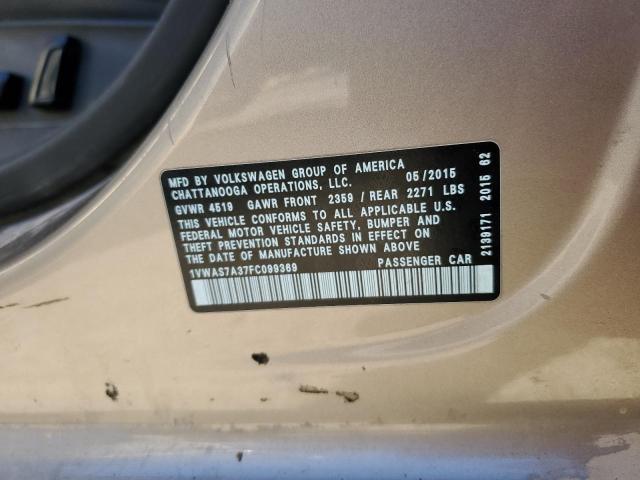 MFD BY VOLKSWAGEN GROUP OF AMERICA
CHATTANOOGA OPERATIONS, LLC. 05/2015
GVWR 4519 GAWR FRONT 2359 / REAR 2271 LBS
THIS VEHICLE CONFORMS TO ALL APPLICABLE U.S.
FEDERAL MOTOR VEHICLE SAFETY, BUMPER AND
THEFT PREVENTION STANDARDS IN EFFECT ON
THE DATE OF MANUFACTURE SHOWN ABOVE
1VWAS7A37FC099369 PASSENGER CAR
2139171 2015 62